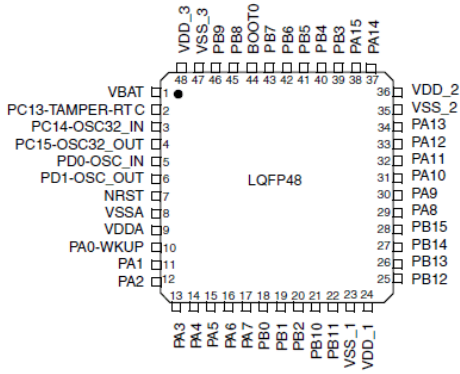 VDD_3
VSS_3
PB9
PB8
BOOT0
PB7
PB6
PB5
PB4
PB3
PA15
PA14
48 47 46 45 44 43 42 41 40 39 38 37
VBAT 1
PC13-TAMPER-RTC 2
PC14-OSC32_IN 3
PC15-OSC32_OUT 4
PD0-OSC_IN 5
PD1-OSC_OUT 6
NRST 7
VSSA 8
VDDA 9
PA0-WKUP 10
PA1 11
PA2 12
LQFP48
36 VDD_2
35 VSS_2
34 PA13
33 PA12
32 PA11
31 PA10
30 PA9
29 PA8
28 PB15
27 PB14
26 PB13
25 PB12
13 14 15 16 17 18 19 20 21 22 23 24
PA3
PA4
PA5
PA6
PA7
PB0
PB1
PB2
PB10
PB11
VSS_1
VDD_1